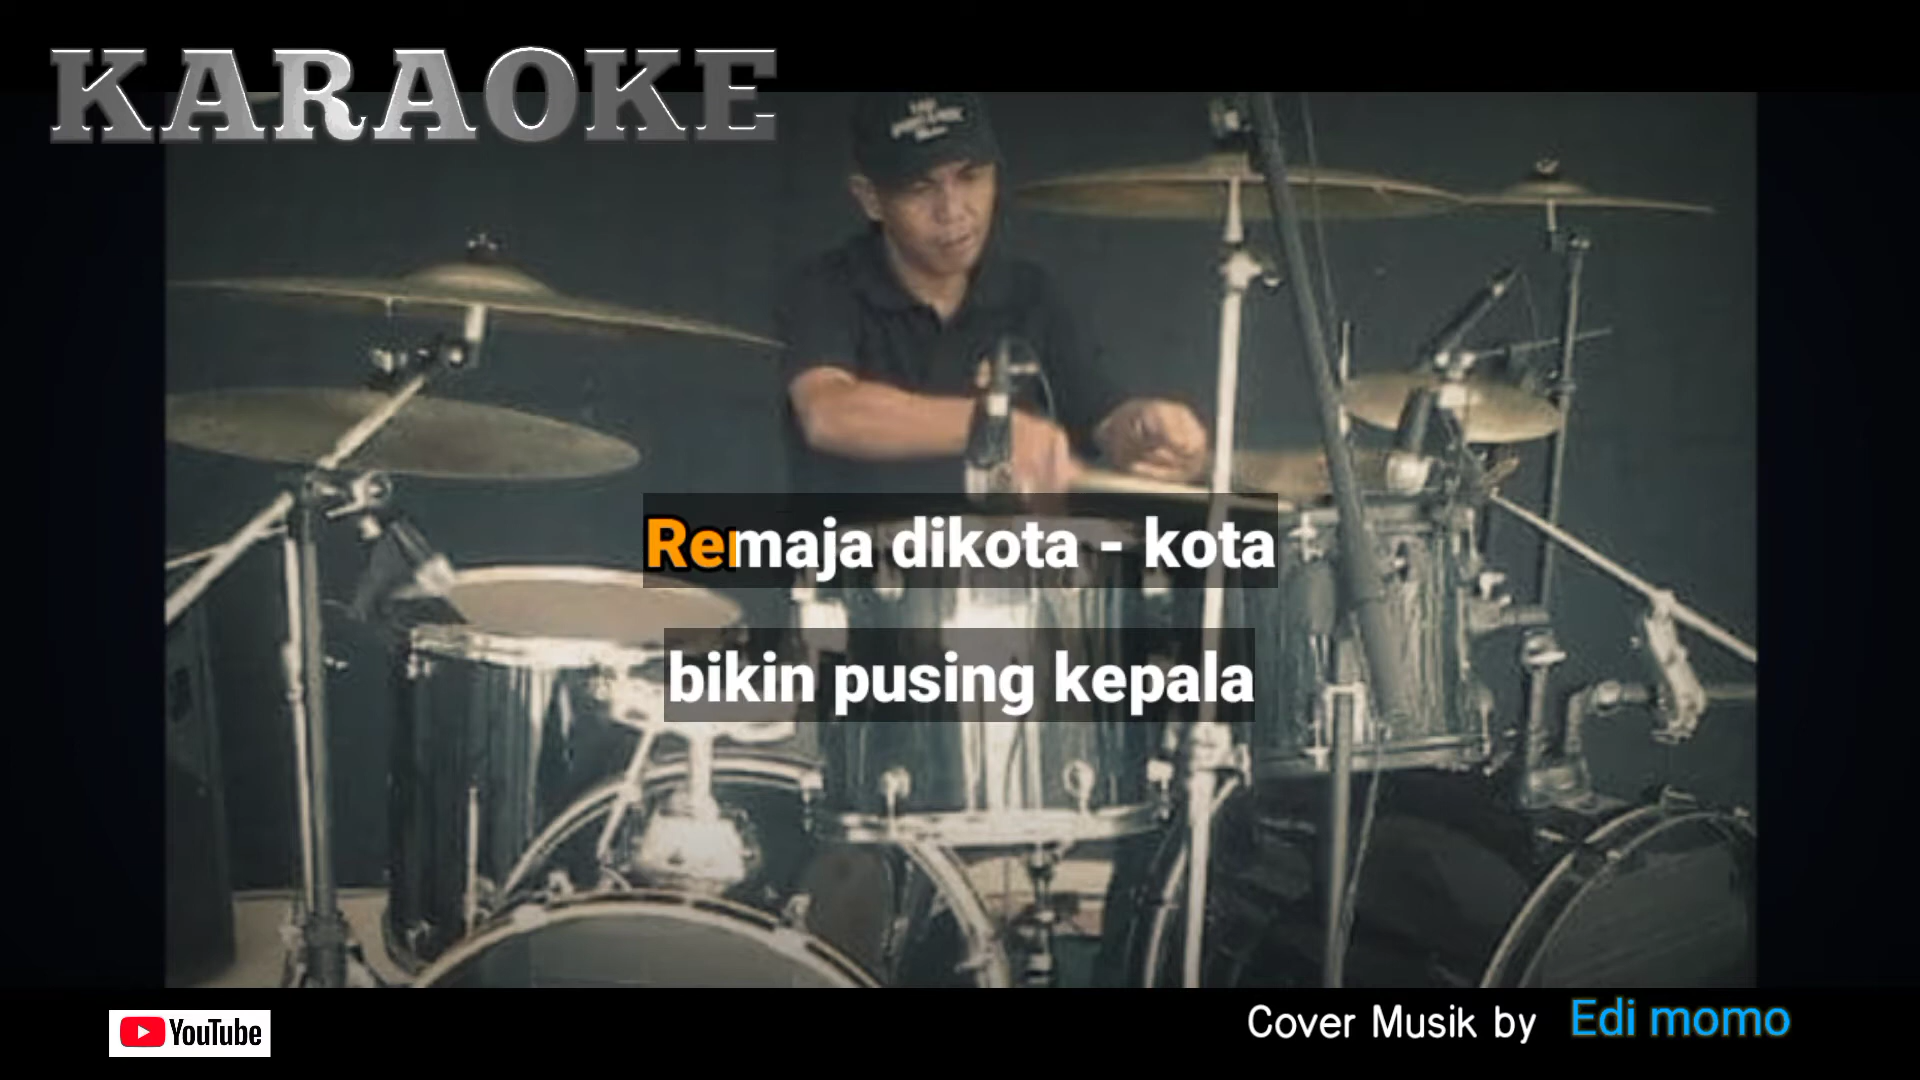 KARAOKE
Remaja dikota - kota
bikin pusing kepala
YouTube
Cover Musik by Edi momo